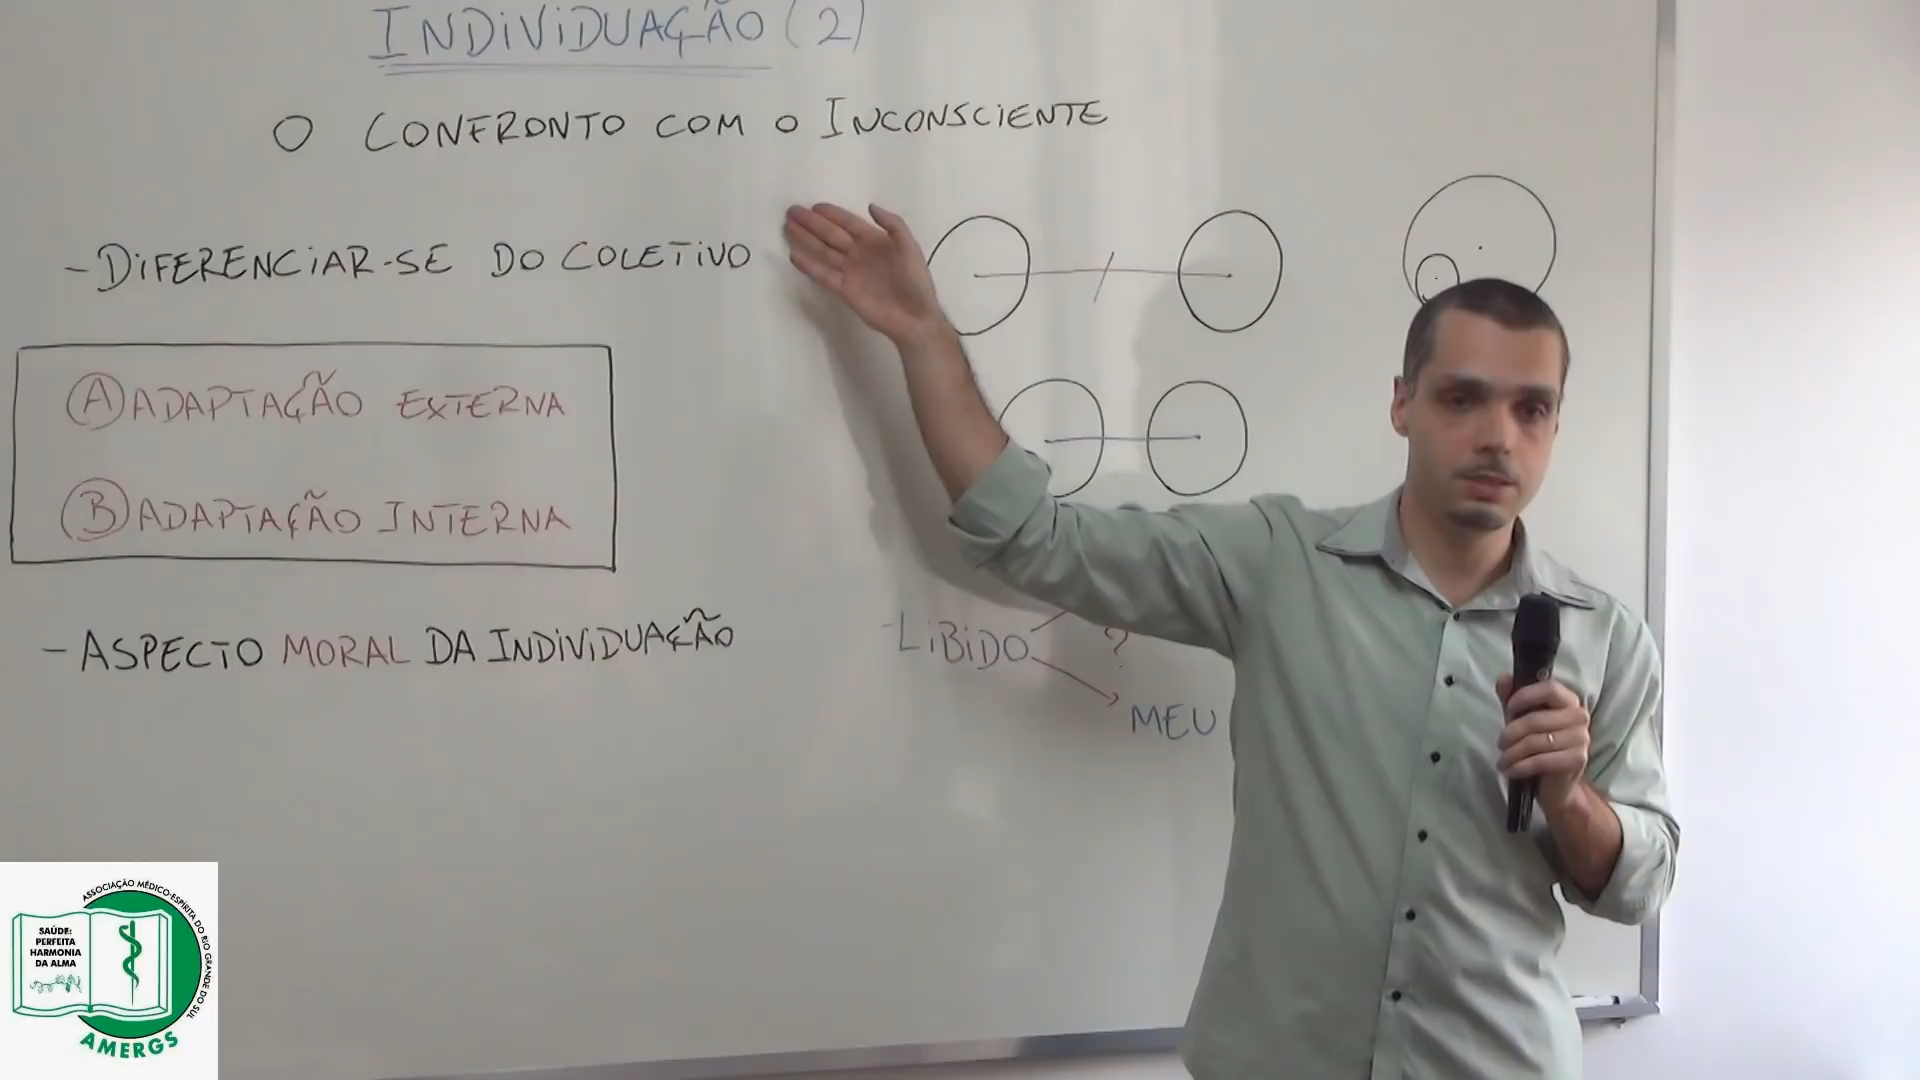 INDIVIDUAÇÃO (2)
O CONFRONTO COM O INCONSCIENTE
- DIFERENCIAR-SE DO COLETIVO
A ADAPTAÇÃO EXTERNA
B ADAPTAÇÃO INTERNA
- ASPECTO MORAL DA INDIVIDUAÇÃO
- LIBIDO
?
MEU
ASSOCIAÇÃO MÉDICO-ESPÍRITA DO RIO GRANDE DO SUL
SAÚDE:
PERFEITA
HARMONIA
DA ALMA
AMERGS